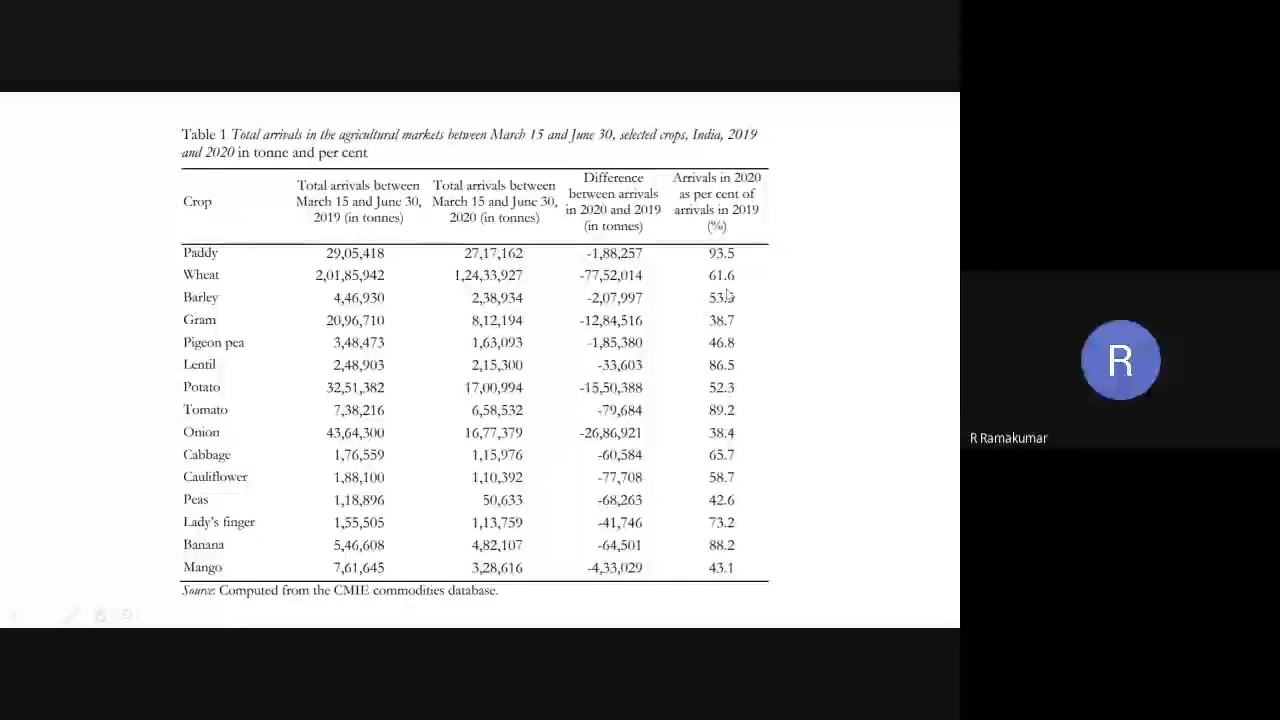 Table 1 Total arrivals in the agricultural markets between March 15 and June 30, selected crops, India, 2019
and 2020 in tonne and per cent
Crop
Total arrivals between
March 15 and June 30,
2019 (in tonnes)
Total arrivals between
March 15 and June 30,
2020 (in tonnes)
Difference
between arrivals
in 2020 and 2019
(in tonnes)
Arrivals in 2020
as per cent of
arrivals in 2019
(%)
Paddy 29,05,418 27,17,162 -1,88,257 93.5
Wheat 2,01,85,942 1,24,33,927 -77,52,014 61.6
Barley 4,46,930 2,38,934 -2,07,997
Gram 20,96,710 8,12,194 -12,84,516 38.7
Pigeon pea 3,48,473 1,63,093 -1,85,380 46.8
Lentil 2,48,903 2,15,300 -33,603 86.5
Potato 32,51,382 17,00,994 -15,50,388 52.3
Tomato 7,38,216 6,58,532 -79,684 89.2
Onion 43,64,300 16,77,379 -26,86,921 38.4
Cabbage 1,76,559 1,15,976 -60,584 65.7
Cauliflower 1,88,100 1,10,392 -77,708 58.7
Peas 1,18,896 50,633 -68,263 42.6
Lady's finger 1,55,505 1,13,759 -41,746 73.2
Banana 5,46,608 4,82,107 -64,501 88.2
Mango 7,61,645 3,28,616 -4,33,029 43.1
Source: Computed from the CMIE commodities database.
R
R Ramakumar